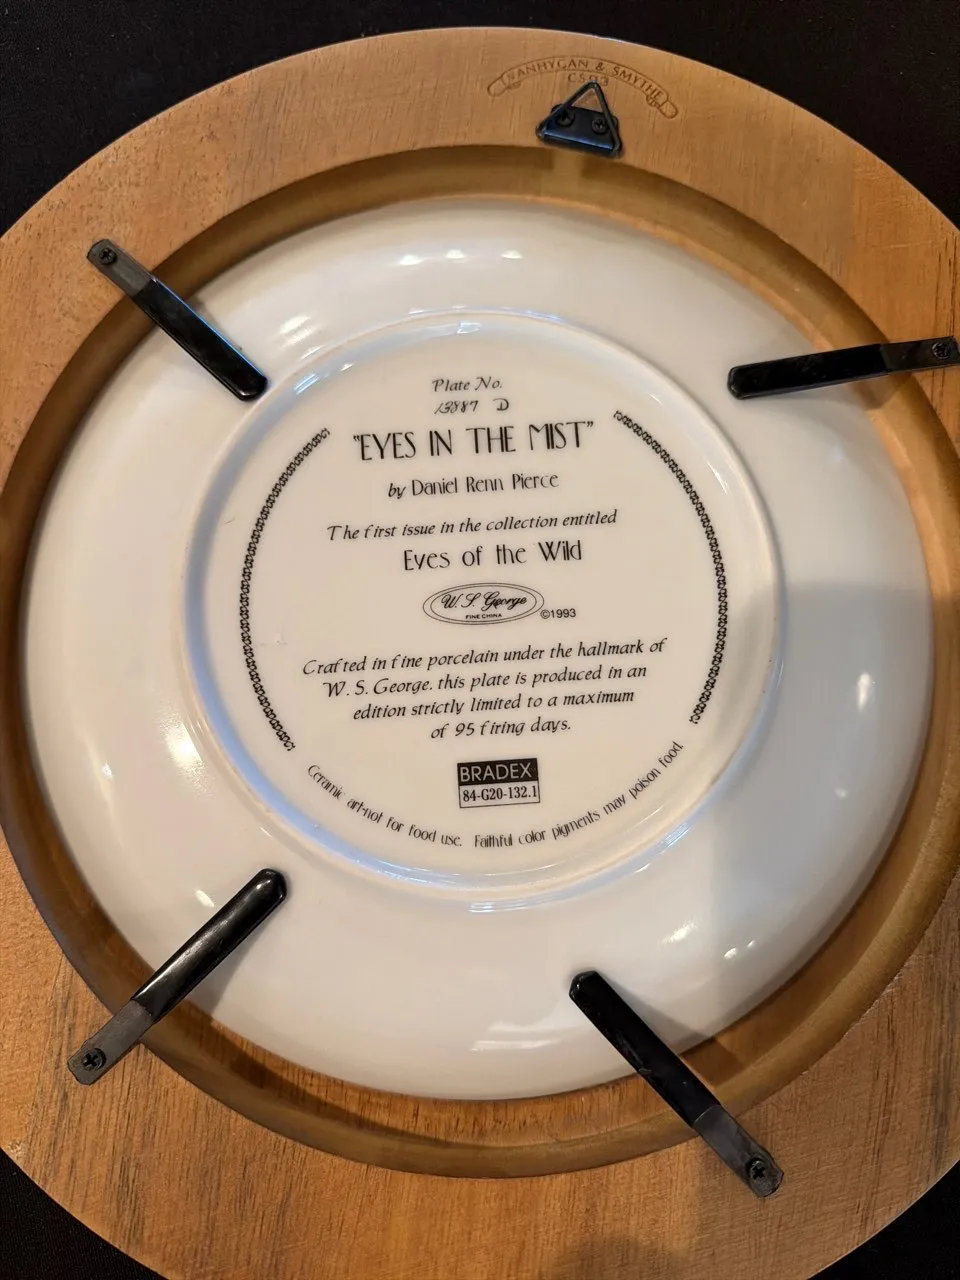 VANHYGAN & SMYTHE
Plate No.
13887 D
"EYES IN THE MIST"
by Daniel Renn Pierce
The first issue in the collection entitled
Eyes of the Wild
W. S. George
FINE CHINA
©1993
Crafted in fine porcelain under the hallmark of
W. S. George, this plate is produced in an
edition strictly limited to a maximum
of 95 firing days.
BRADEX
84-G20-132.1
Ceramic art-not for food use. Faithful color pigments may poison food